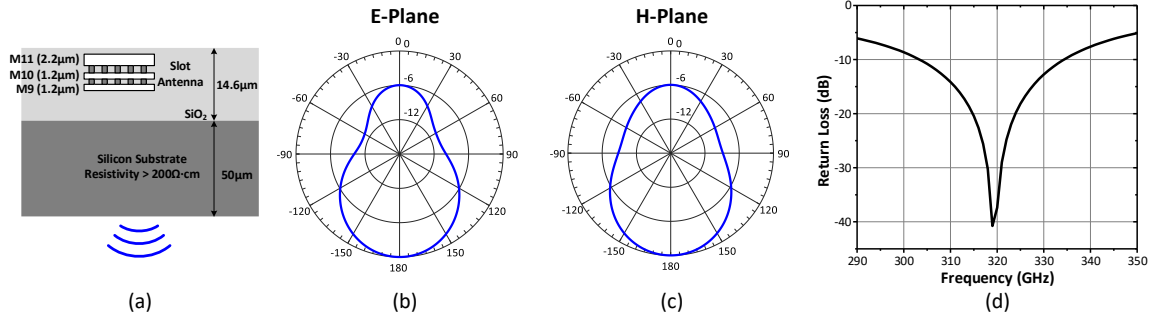 M11 (2.2µm)
M10 (1.2µm)
M9 (1.2µm)
Slot
Antenna
14.6µm
SiO2
Silicon Substrate
Resistivity > 200Ω·cm
50µm
(a)
E-Plane
0
0
-30
30
-6
-60
60
-12
-90
90
-120
120
-150
150
180
(b)
H-Plane
0
0
-30
30
-6
-60
60
-12
-90
90
-120
120
-150
150
180
(c)
0
-10
-20
-30
-40
Return Loss (dB)
290 300 310 320 330 340 350
Frequency (GHz)
(d)